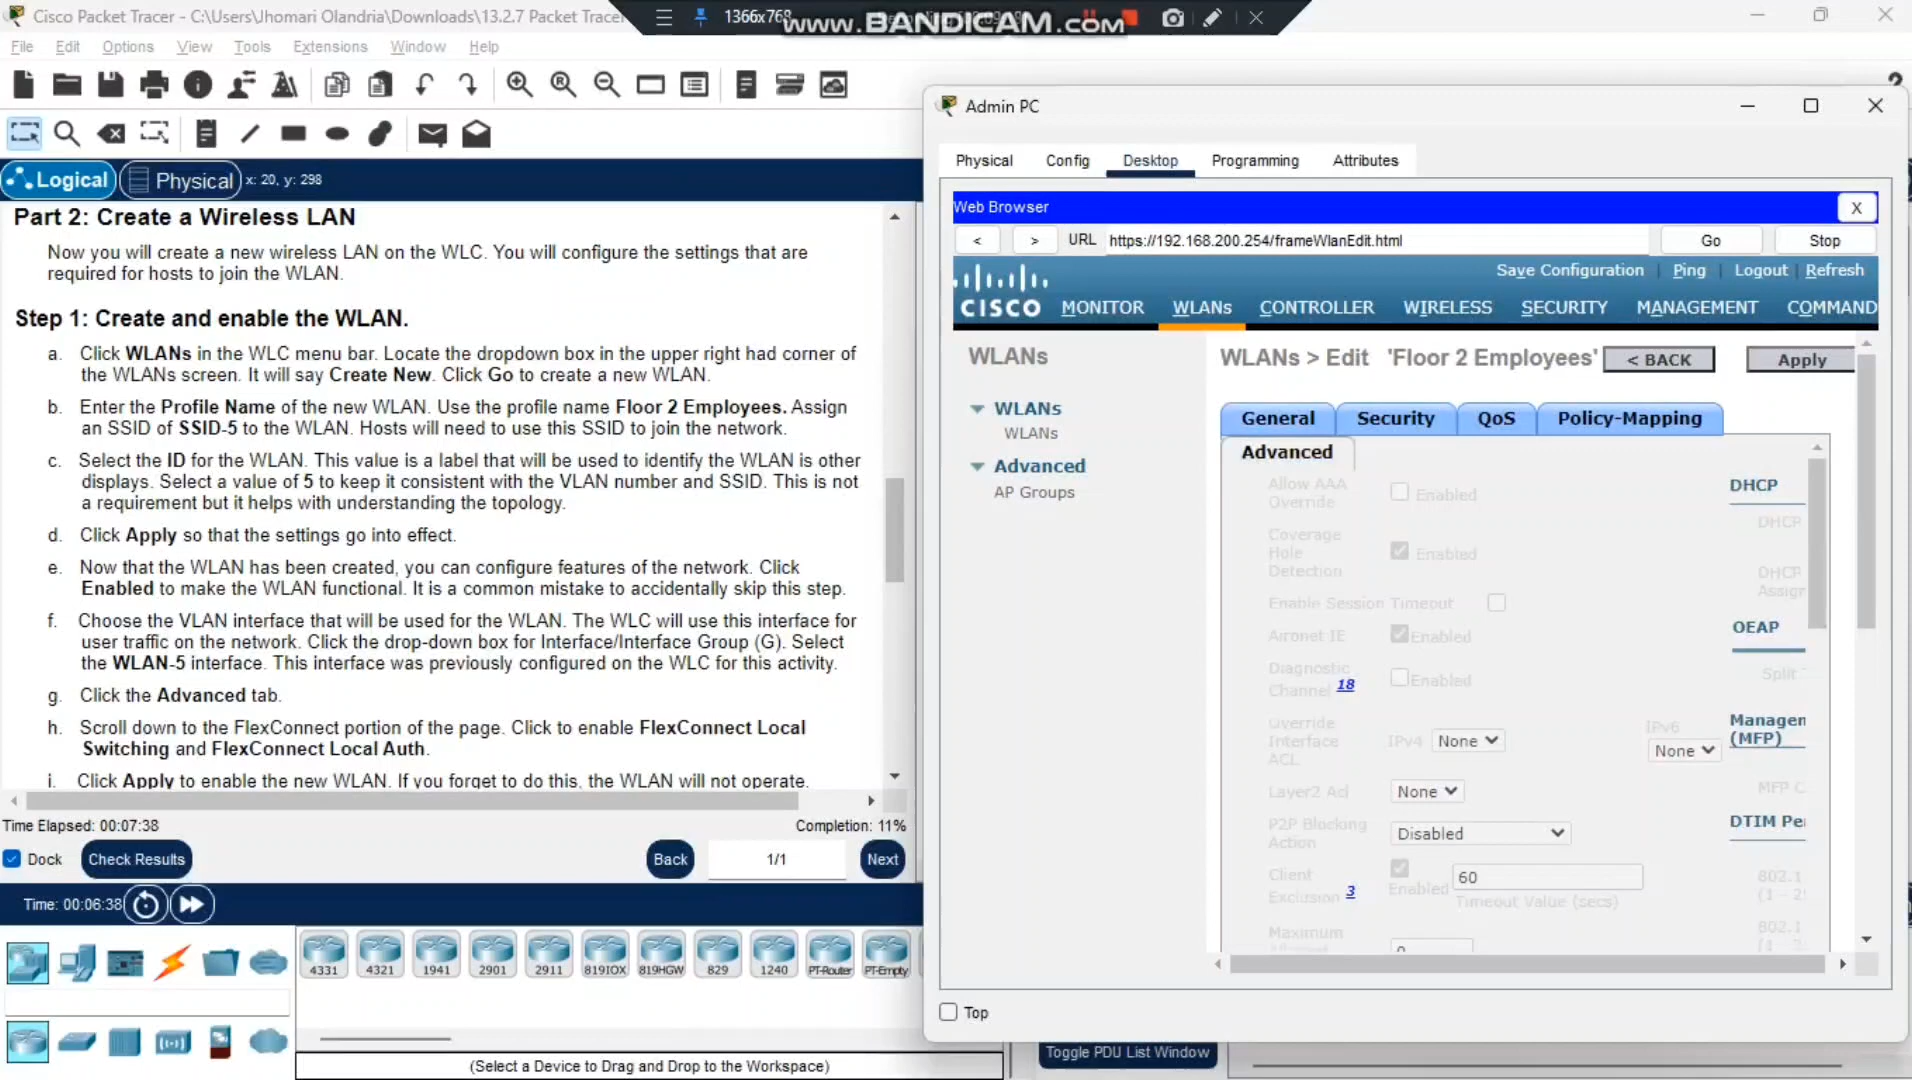 Cisco Packet Tracer - C:\Users\Jhomari Olandria\Downloads\13.2.7 Packet Tracer
1366x768
www.BANDICAM.com
File Edit Options View Tools Extensions Window Help
Logical
Physical
x: 20, y: 298
Part 2: Create a Wireless LAN
Now you will create a new wireless LAN on the WLC. You will configure the settings that are
required for hosts to join the WLAN.
Step 1: Create and enable the WLAN.
a. Click WLANs in the WLC menu bar. Locate the dropdown box in the upper right had corner of
the WLANs screen. It will say Create New. Click Go to create a new WLAN.
b. Enter the Profile Name of the new WLAN. Use the profile name Floor 2 Employees. Assign
an SSID of SSID-5 to the WLAN. Hosts will need to use this SSID to join the network.
c. Select the ID for the WLAN. This value is a label that will be used to identify the WLAN is other
displays. Select a value of 5 to keep it consistent with the VLAN number and SSID. This is not
a requirement but it helps with understanding the topology.
d. Click Apply so that the settings go into effect.
e. Now that the WLAN has been created, you can configure features of the network. Click
Enabled to make the WLAN functional. It is a common mistake to accidentally skip this step.
f. Choose the VLAN interface that will be used for the WLAN. The WLC will use this interface for
user traffic on the network. Click the drop-down box for Interface/Interface Group (G). Select
the WLAN-5 interface. This interface was previously configured on the WLC for this activity.
g. Click the Advanced tab.
h. Scroll down to the FlexConnect portion of the page. Click to enable FlexConnect Local
Switching and FlexConnect Local Auth.
i. Click Apply to enable the new WLAN. If you forget to do this, the WLAN will not operate.
Time Elapsed: 00:07:38
Completion: 11%
Dock
Check Results
Back
1/1
Next
Time: 00:06:38
4331 4321 1941 2901 2911 819IOX 819HGW 829 1240 PT-Router PT-Empty
(Select a Device to Drag and Drop to the Workspace)
Admin PC
Physical Config Desktop Programming Attributes
Web Browser
X
< > URL https://192.168.200.254/frameWlanEdit.html Go Stop
Save Configuration Ping Logout Refresh
CISCO MONITOR WLANs CONTROLLER WIRELESS SECURITY MANAGEMENT COMMAND
WLANs
WLANs
WLANs
Advanced
AP Groups
WLANs > Edit 'Floor 2 Employees' < BACK Apply
General Security QoS Policy-Mapping
Advanced
Allow AAA
Override
Enabled
Coverage
Hole
Detection
Enabled
Enable Session Timeout
Aironet IE
Enabled
Diagnostic
Channel 18
Enabled
Override
Interface
ACL
IPv4 None
IPv6
None
Layer2 Acl
None
P2P Blocking
Action
Disabled
Client
Exclusion 3
Enabled
60
Timeout Value (secs)
Maximum
0
DHCP
DHCP
DHCP
Assign
OEAP
Split
Managen
(MFP)
MFP C
DTIM Pe
802.1
(1 - 2
802.1
Top
Toggle PDU List Window